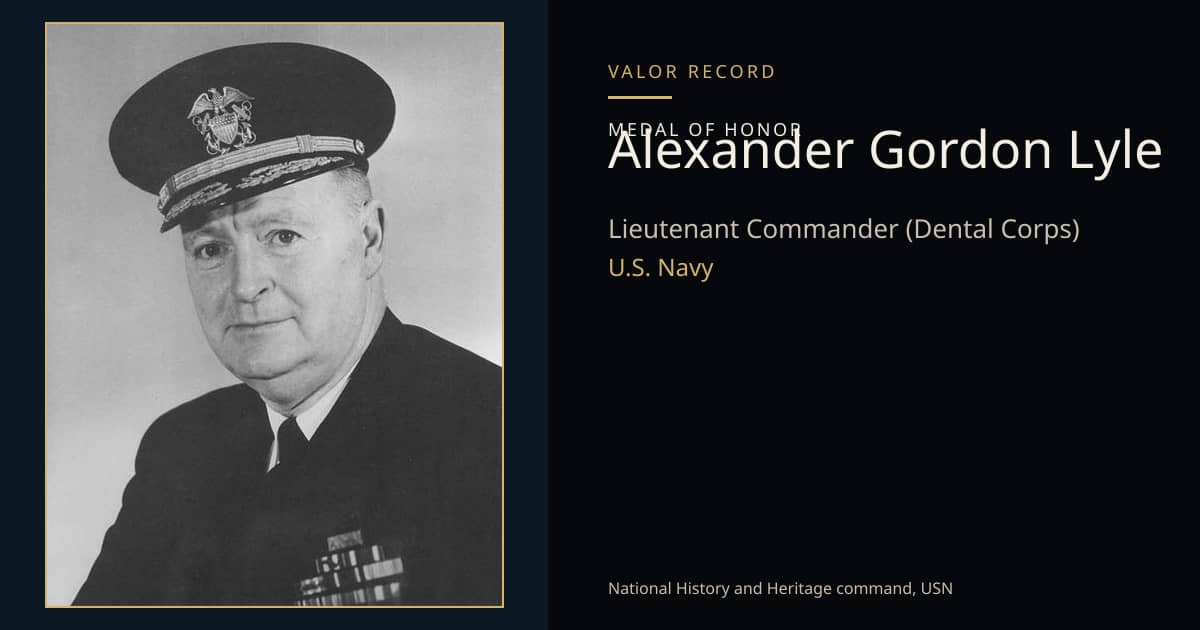 VALOR RECORD
MEDAL OF HONOR
Alexander Gordon Lyle
Lieutenant Commander (Dental Corps)
U.S. Navy
National History and Heritage command, USN